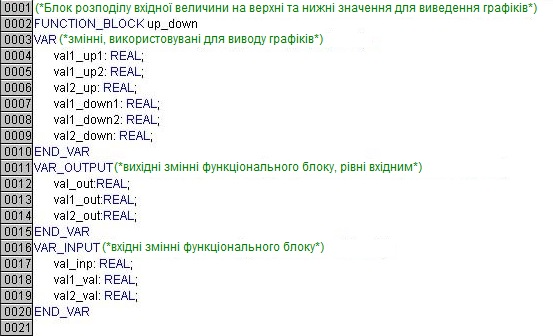 0001 (*Блок розподілу вхідної величини на верхні та нижні значення для виведення графіків*)
0002 FUNCTION_BLOCK up_down
0003 VAR (*змінні, використовувані для виводу графіків*)
0004 val1_up1: REAL;
0005 val1_up2: REAL;
0006 val2_up: REAL;
0007 val1_down1: REAL;
0008 val1_down2: REAL;
0009 val2_down: REAL;
0010 END_VAR
0011 VAR_OUTPUT (*вихідні змінні функціонального блоку, рівні вхідним*)
0012 val_out:REAL;
0013 val1_out:REAL;
0014 val2_out:REAL;
0015 END_VAR
0016 VAR_INPUT (*вхідні змінні функціонального блоку*)
0017 val_inp: REAL;
0018 val1_val: REAL;
0019 val2_val: REAL;
0020 END_VAR
0021